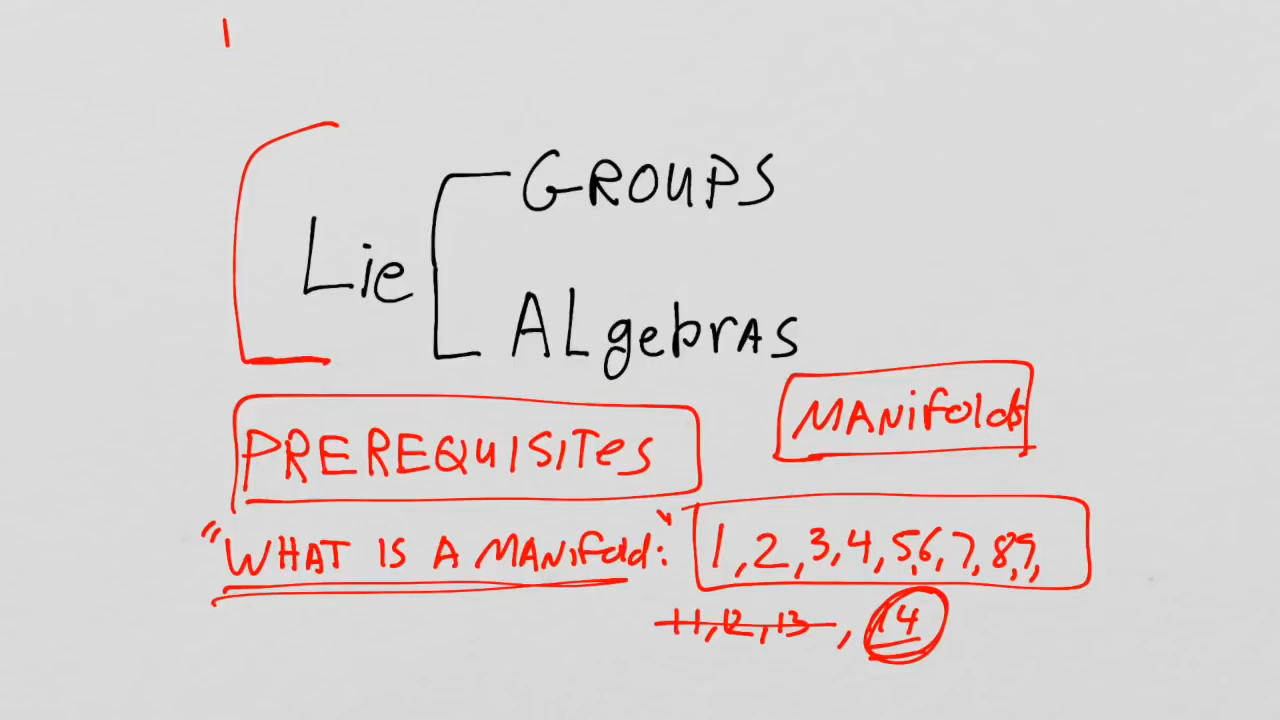 GROUPS
Lie
ALgebrAS
MANifolds
PREREQUISITes
"WHAT IS A MANifold:" 1, 2, 3, 4, 5, 6, 7, 8, 9,
11, 12, 13, 14